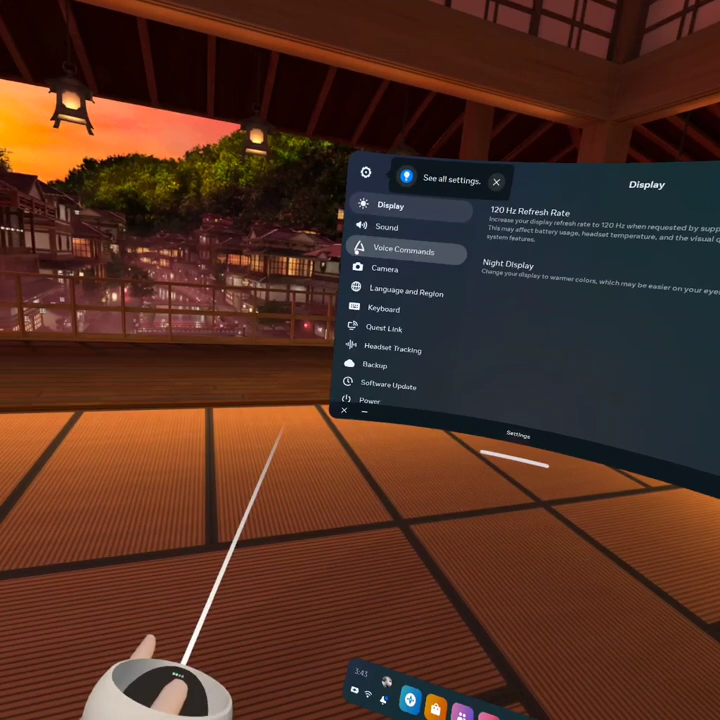 See all settings.
Display
Display
Sound
Voice Commands
Camera
Language and Region
Keyboard
Quest Link
Headset Tracking
Backup
Software Update
Power
120 Hz Refresh Rate
Increase your display refresh rate to 120 Hz when requested by supp
This may affect battery usage, headset temperature, and the visual q
system features.
Night Display
Change your display to warmer colors, which may be easier on your eye
Settings
3:43